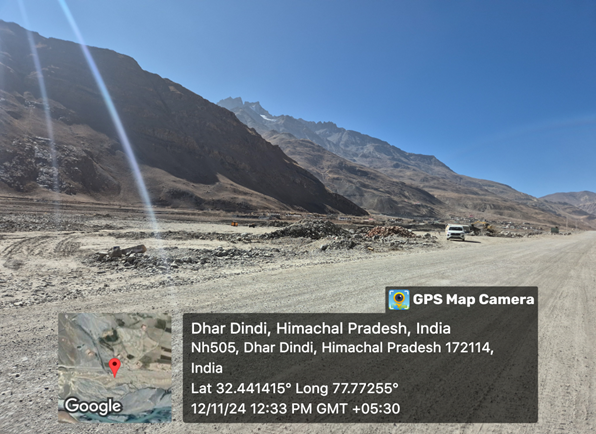 GPS Map Camera
Dhar Dindi, Himachal Pradesh, India
Nh505, Dhar Dindi, Himachal Pradesh 172114,
India
Lat 32.441415° Long 77.77255°
12/11/24 12:33 PM GMT +05:30
Google